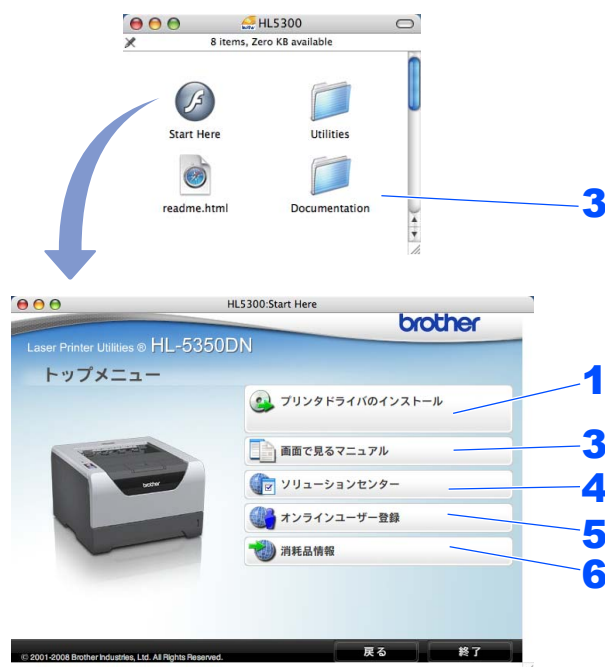 HL5300
8 items, Zero KB available
Start Here
Utilities
readme.html
Documentation
3
HL5300:Start Here
brother
Laser Printer Utilities ® HL-5350DN
トップメニュー
プリンタドライバのインストール
1
画面で見るマニュアル
3
ソリューションセンター
4
オンラインユーザー登録
5
消耗品情報
6
brother
© 2001-2008 Brother Industries, Ltd. All Rights Reserved.
戻る
終了